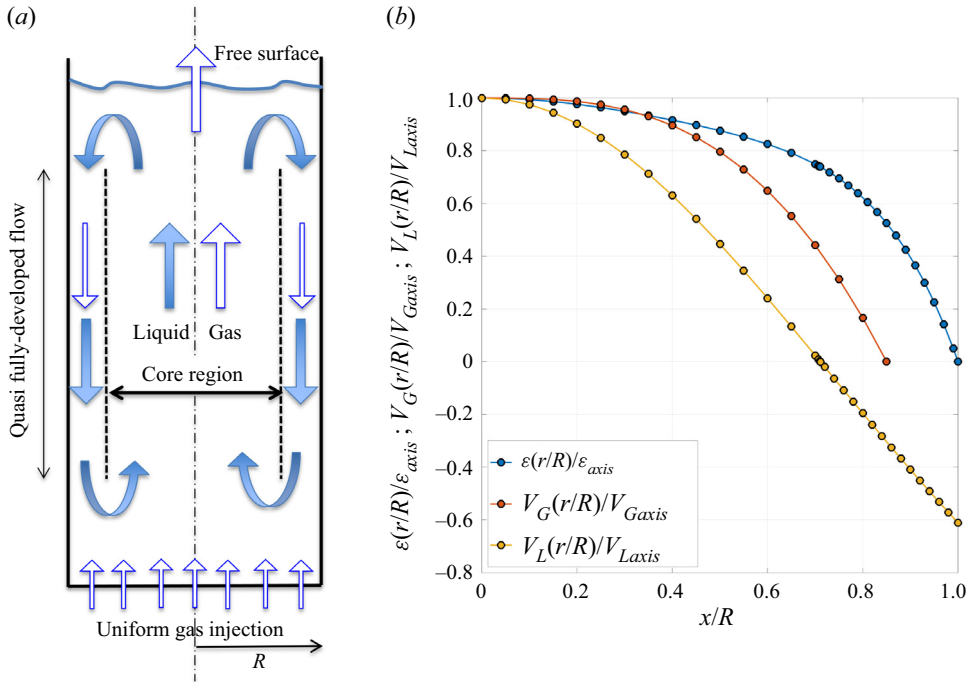 (a)
Free surface
Quasi fully-developed flow
Liquid
Gas
Core region
Uniform gas injection
R
(b)
ε(r/R)/ε_axis ; V_G(r/R)/V_Gaxis ; V_L(r/R)/V_Laxis
1.0
0.8
0.6
0.4
0.2
0
−0.2
−0.4
−0.6
−0.8
ε(r/R)/ε_axis
V_G(r/R)/V_Gaxis
V_L(r/R)/V_Laxis
0
0.2
0.4
0.6
0.8
1.0
x/R